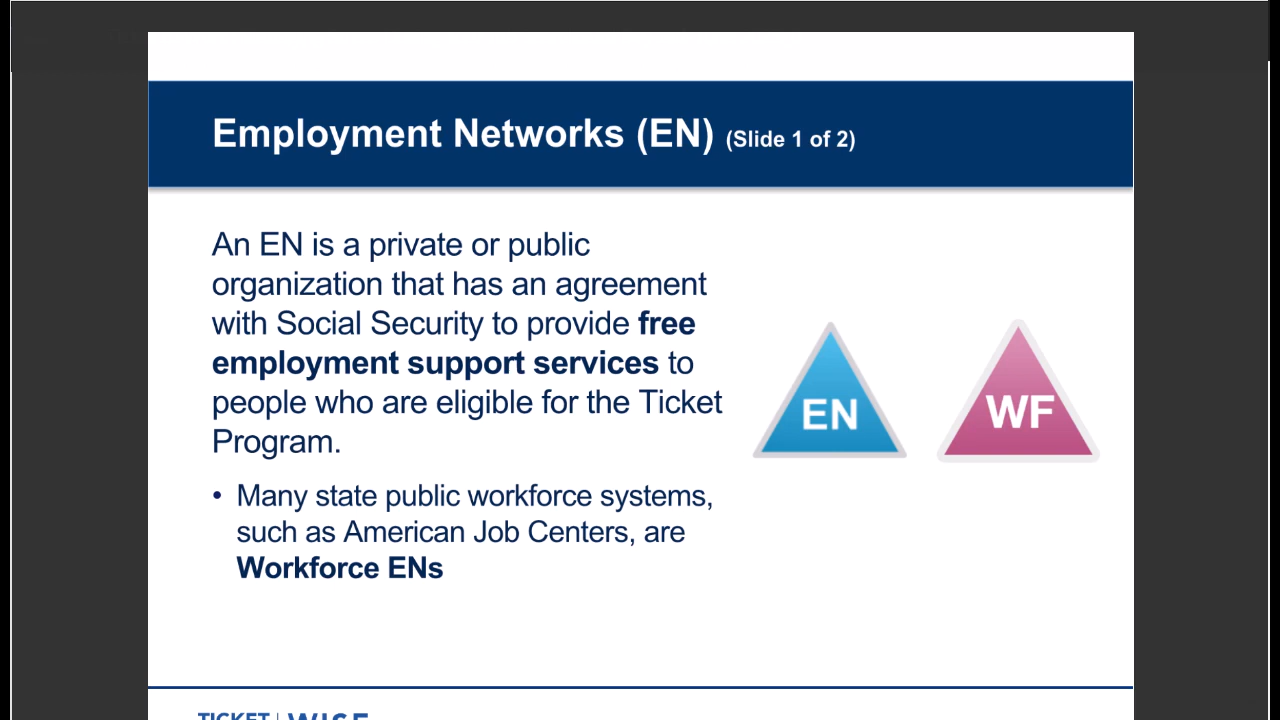 Employment Networks (EN) (Slide 1 of 2)
An EN is a private or public
organization that has an agreement
with Social Security to provide free
employment support services to
people who are eligible for the Ticket
Program.
• Many state public workforce systems,
such as American Job Centers, are
Workforce ENs
EN
WF
TICKET | WISE